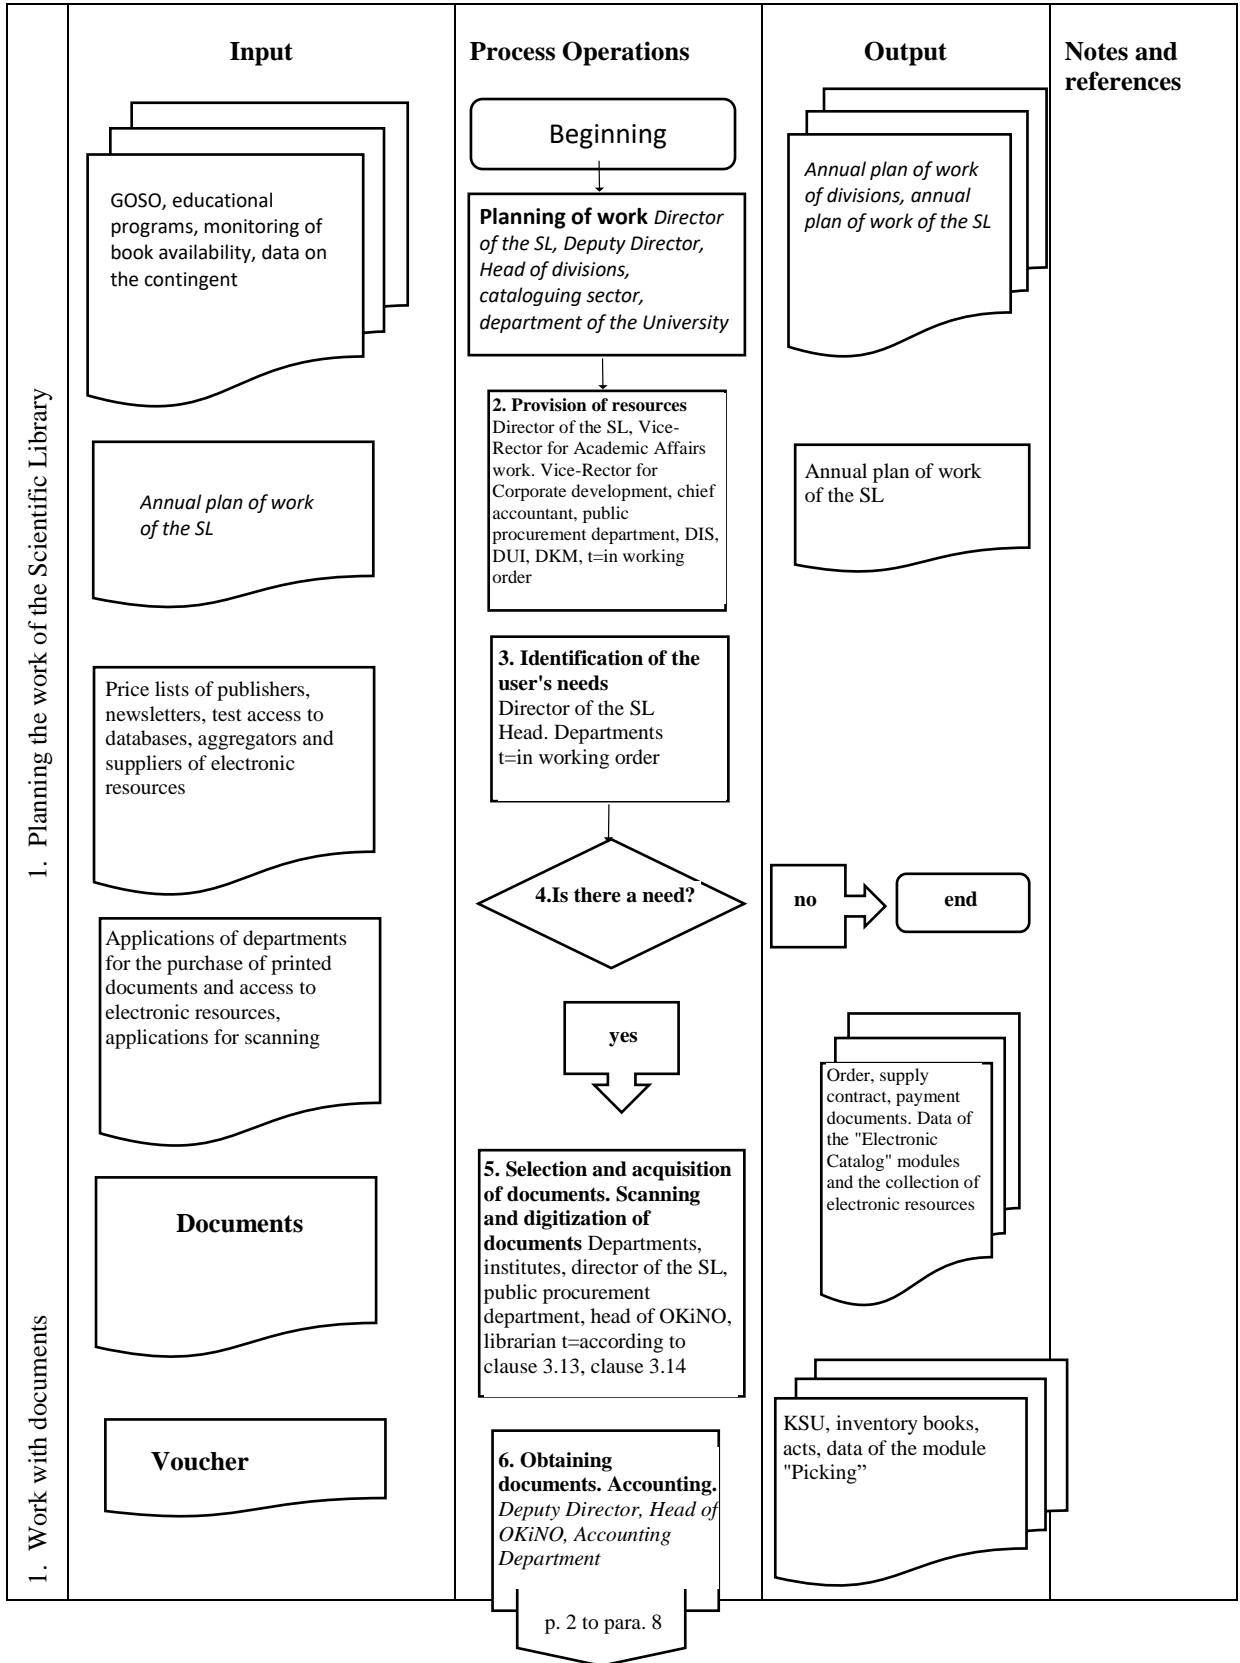 Input
Process Operations
Output
Notes and
references
1. Planning the work of the Scientific Library
GOSO, educational
programs, monitoring of
book availability, data on
the contingent
Beginning
Planning of work Director
of the SL, Deputy Director,
Head of divisions,
cataloguing sector,
department of the University
Annual plan of work
of divisions, annual
plan of work of the SL
Annual plan of work
of the SL
2. Provision of resources
Director of the SL, Vice-
Rector for Academic Affairs
work. Vice-Rector for
Corporate development, chief
accountant, public
procurement department, DIS,
DUI, DKM, t=in working
order
Annual plan of work
of the SL
Price lists of publishers,
newsletters, test access to
databases, aggregators and
suppliers of electronic
resources
3. Identification of the
user's needs
Director of the SL
Head. Departments
t=in working order
4.Is there a need?
no
end
Applications of departments
for the purchase of printed
documents and access to
electronic resources,
applications for scanning
yes
Order, supply
contract, payment
documents. Data of
the "Electronic
Catalog" modules
and the collection of
electronic resources
1. Work with documents
Documents
5. Selection and acquisition
of documents. Scanning
and digitization of
documents Departments,
institutes, director of the SL,
public procurement
department, head of OKiNO,
librarian t=according to
clause 3.13, clause 3.14
Voucher
6. Obtaining
documents. Accounting.
Deputy Director, Head of
OKiNO, Accounting
Department
KSU, inventory books,
acts, data of the module
"Picking”
p. 2 to para. 8